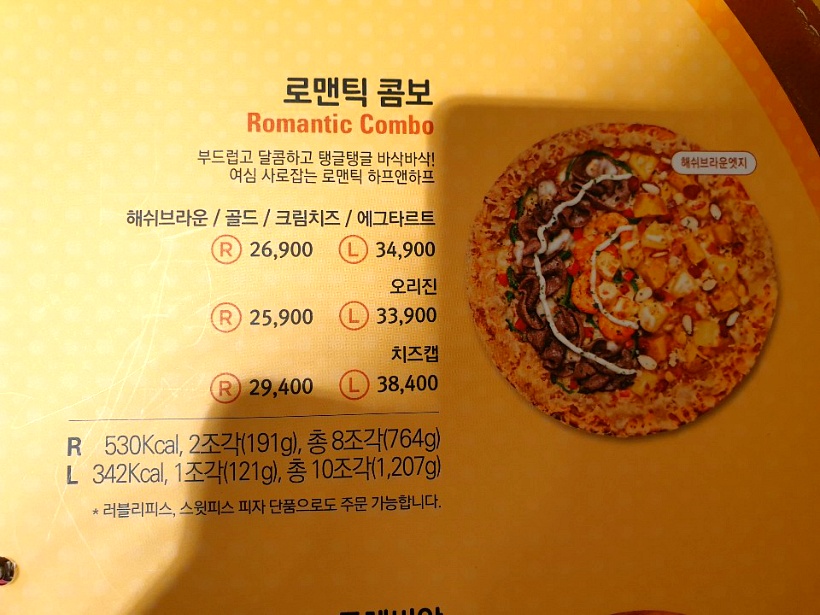 로맨틱 콤보
Romantic Combo
부드럽고 달콤하고 탱글탱글 바삭바삭!
여심 사로잡는 로맨틱 하프앤하프
해쉬브라운엣지
해쉬브라운 / 골드 / 크림치즈 / 에그타르트
R 26,900 L 34,900
오리진
R 25,900 L 33,900
치즈캡
R 29,400 L 38,400
R 530Kcal, 2조각(191g), 총 8조각(764g)
L 342Kcal, 1조각(121g), 총 10조각(1,207g)
* 러블리피스, 스윗피스 피자 단품으로도 주문 가능합니다.